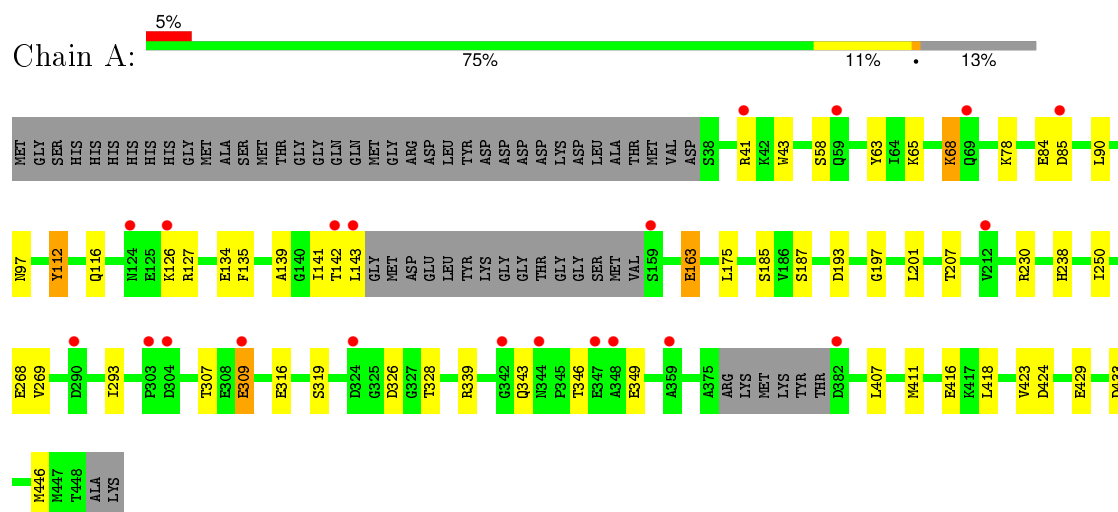 5%
Chain A:
75% 11% • 13%
MET GLY SER HIS HIS HIS HIS HIS HIS GLY MET ALA SER MET THR GLY GLY GLN GLN MET GLY ARG ASP LEU TYR ASP ASP ASP ASP LYS ASP LEU ALA THR MET VAL ASP S38 R41 K42 W43 S58 Q59 Y63 I64 K65 K68 Q69 K78 E84 D85 L90
N97 Y112 Q116 N124 E125 K126 R127 E134 F135 A139 G140 I141 T142 L143 GLY MET ASP GLU LEU TYR LYS GLY GLY THR GLY GLY SER MET VAL S159 E163 L175 S185 V186 S187 D193 G197 L201 T207 V212 R230 H238 I250
E268 V269 D290 I293 P303 D304 T307 E308 E309 E316 S319 D324 G325 D326 G327 T328 R339 G342 Q343 N344 P345 T346 E347 A348 E349 A359 A375 ARG LYS MET LYS TYR THR D382 L407 M411 E416 K417 L418 V423 D424 E429
M446 M447 T448 ALA LYS